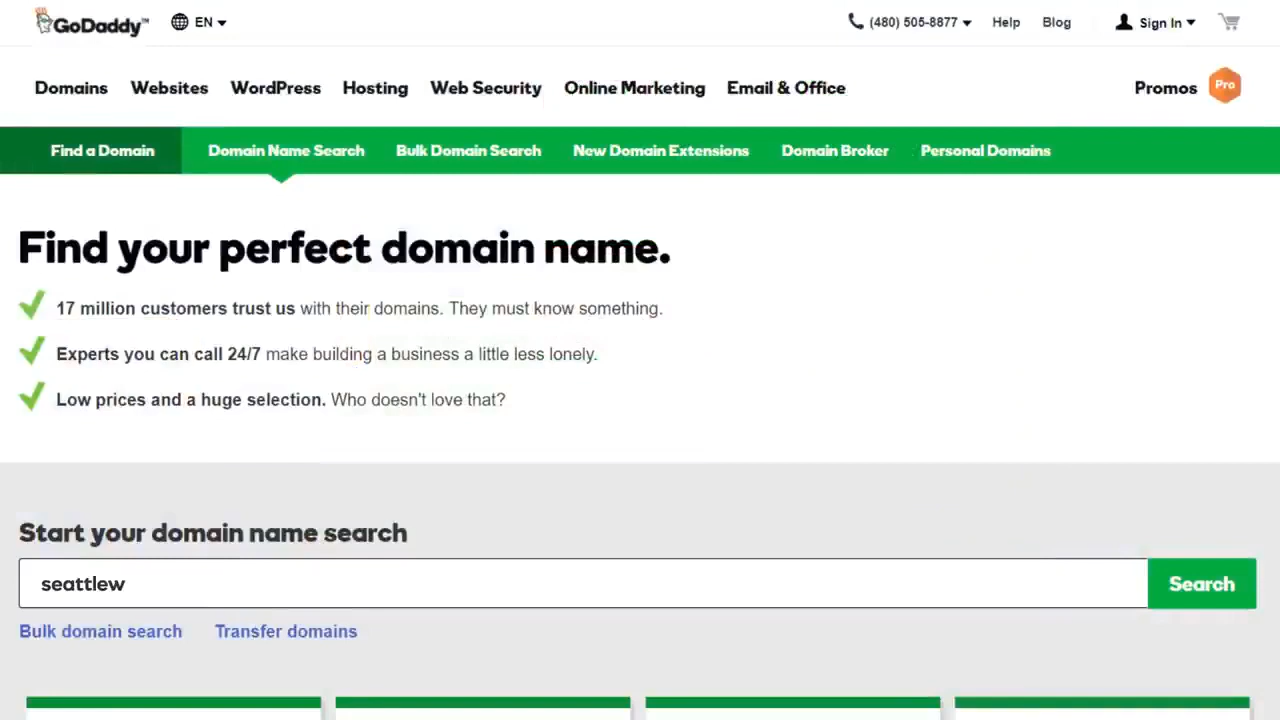 GoDaddy™ EN (480) 505-8877 Help Blog Sign In
Domains Websites WordPress Hosting Web Security Online Marketing Email & Office Promos Pro
Find a Domain Domain Name Search Bulk Domain Search New Domain Extensions Domain Broker Personal Domains
Find your perfect domain name.
17 million customers trust us with their domains. They must know something.
Experts you can call 24/7 make building a business a little less lonely.
Low prices and a huge selection. Who doesn't love that?
Start your domain name search
seattlew Search
Bulk domain search Transfer domains